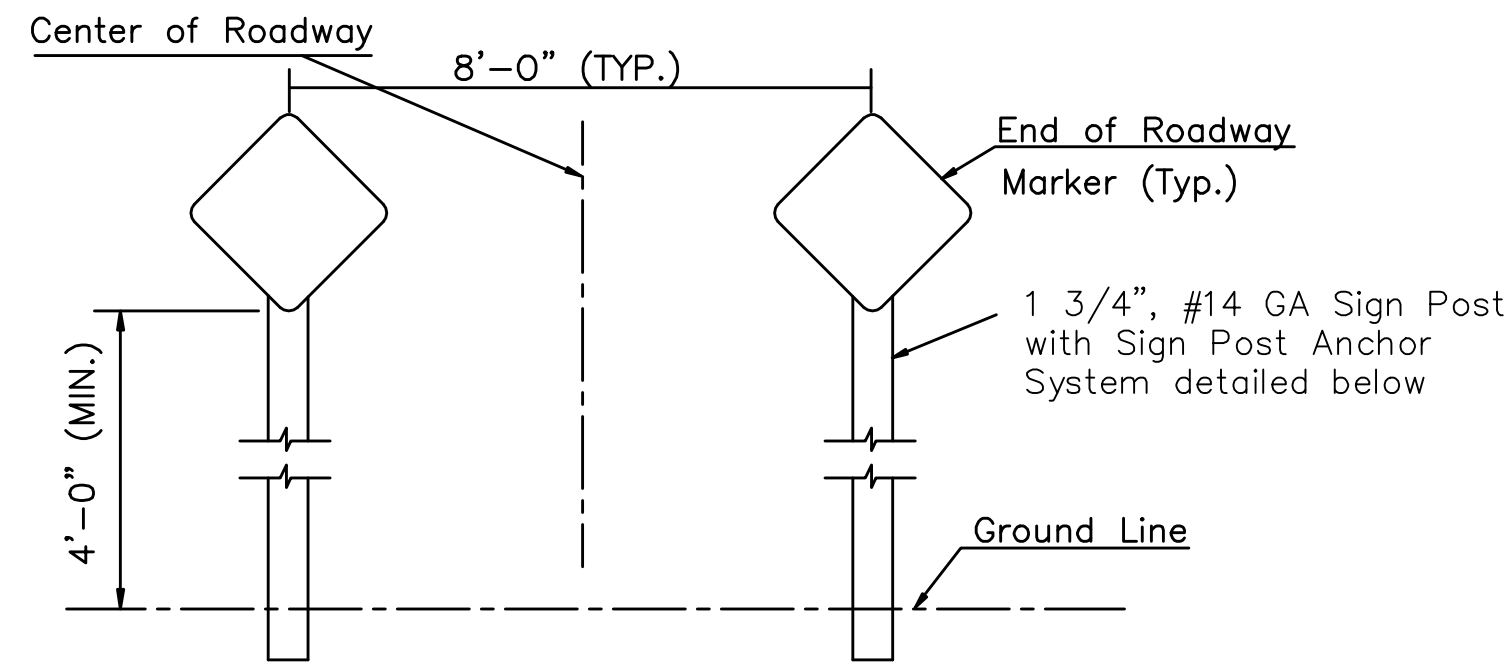 Center of Roadway
8'-0" (TYP.)
End of Roadway
Marker (Typ.)
1 3/4", #14 GA Sign Post
with Sign Post Anchor
System detailed below
4'-0" (MIN.)
Ground Line